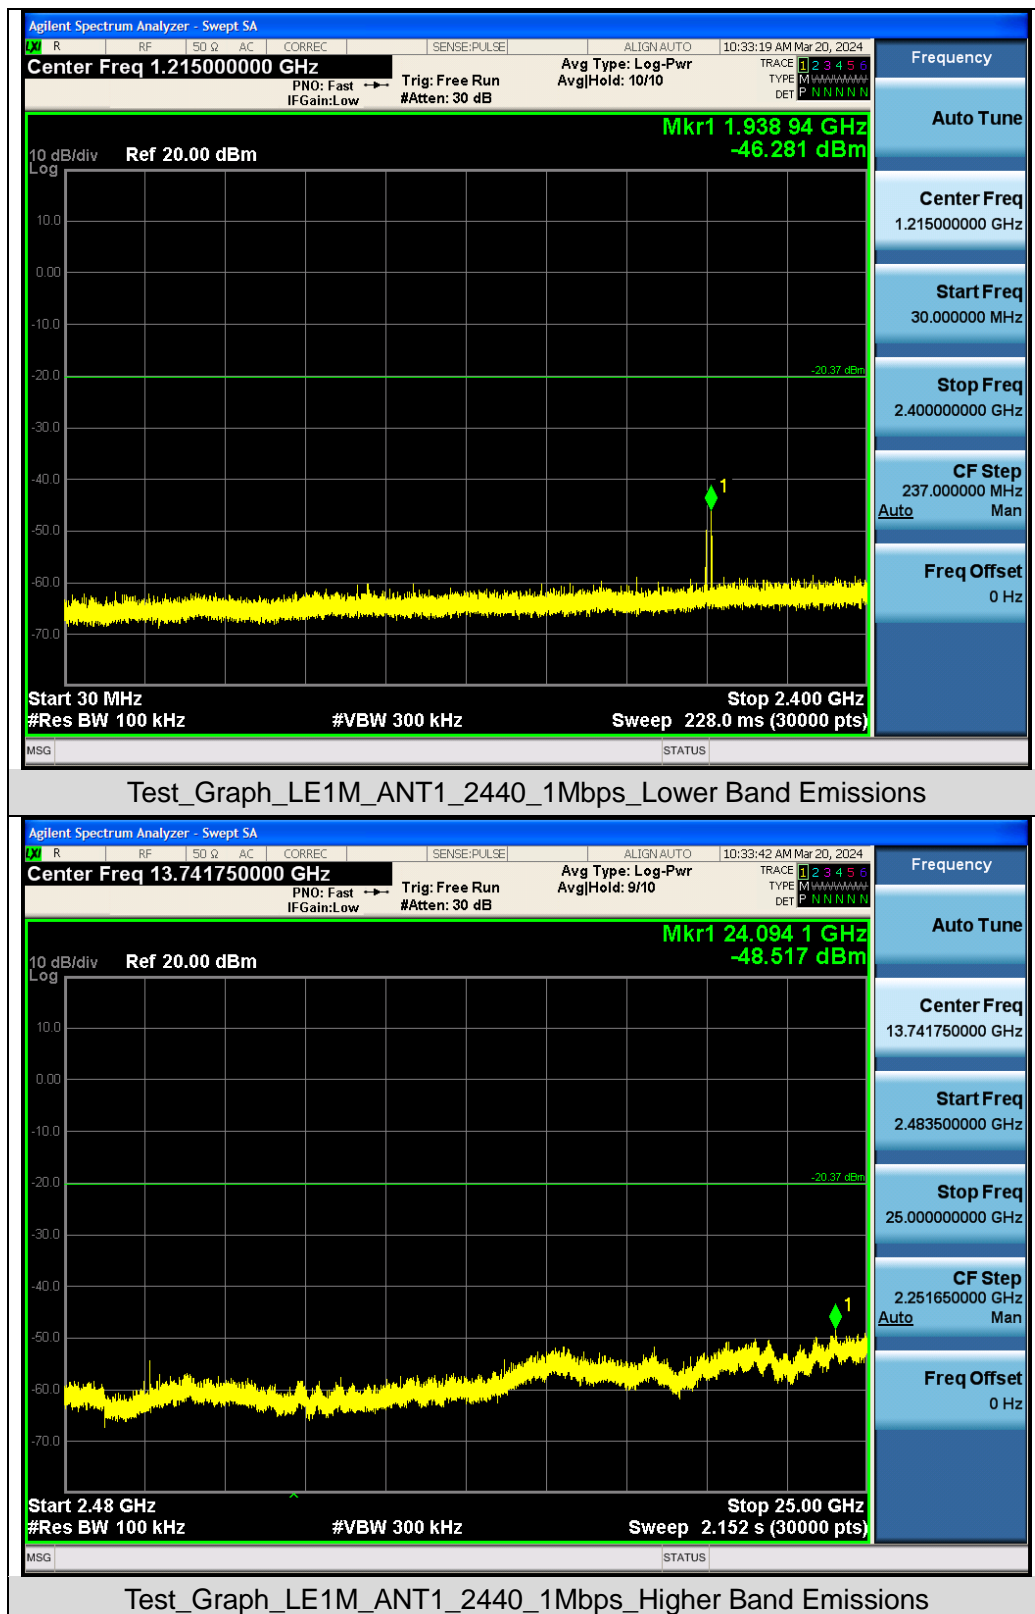 Agilent Spectrum Analyzer - Swept SA
LXI R RF 50 Ω AC CORREC SENSE:PULSE ALIGN AUTO 10:33:19 AM Mar 20, 2024
Center Freq 1.215000000 GHz
PNO: Fast
IFGain:Low
Trig: Free Run
#Atten: 30 dB
Avg Type: Log-Pwr
Avg|Hold: 10/10
TRACE 1 2 3 4 5 6
TYPE M
DET P N N N N N
Mkr1 1.938 94 GHz
-46.281 dBm
10 dB/div Ref 20.00 dBm
Log
10.0
0.00
-10.0
-20.0
-20.37 dBm
-30.0
-40.0
1
-50.0
-60.0
-70.0
Start 30 MHz Stop 2.400 GHz
#Res BW 100 kHz #VBW 300 kHz Sweep 228.0 ms (30000 pts)
MSG STATUS
Frequency
Auto Tune
Center Freq
1.215000000 GHz
Start Freq
30.000000 MHz
Stop Freq
2.400000000 GHz
CF Step
237.000000 MHz
Auto Man
Freq Offset
0 Hz
Test_Graph_LE1M_ANT1_2440_1Mbps_Lower Band Emissions
Agilent Spectrum Analyzer - Swept SA
LXI R RF 50 Ω AC CORREC SENSE:PULSE ALIGN AUTO 10:33:42 AM Mar 20, 2024
Center Freq 13.741750000 GHz
PNO: Fast
IFGain:Low
Trig: Free Run
#Atten: 30 dB
Avg Type: Log-Pwr
Avg|Hold: 9/10
TRACE 1 2 3 4 5 6
TYPE M
DET P N N N N N
Mkr1 24.094 1 GHz
-48.517 dBm
10 dB/div Ref 20.00 dBm
Log
10.0
0.00
-10.0
-20.0
-20.37 dBm
-30.0
-40.0
1
-50.0
-60.0
-70.0
Start 2.48 GHz Stop 25.00 GHz
#Res BW 100 kHz #VBW 300 kHz Sweep 2.152 s (30000 pts)
MSG STATUS
Frequency
Auto Tune
Center Freq
13.741750000 GHz
Start Freq
2.483500000 GHz
Stop Freq
25.000000000 GHz
CF Step
2.251650000 GHz
Auto Man
Freq Offset
0 Hz
Test_Graph_LE1M_ANT1_2440_1Mbps_Higher Band Emissions